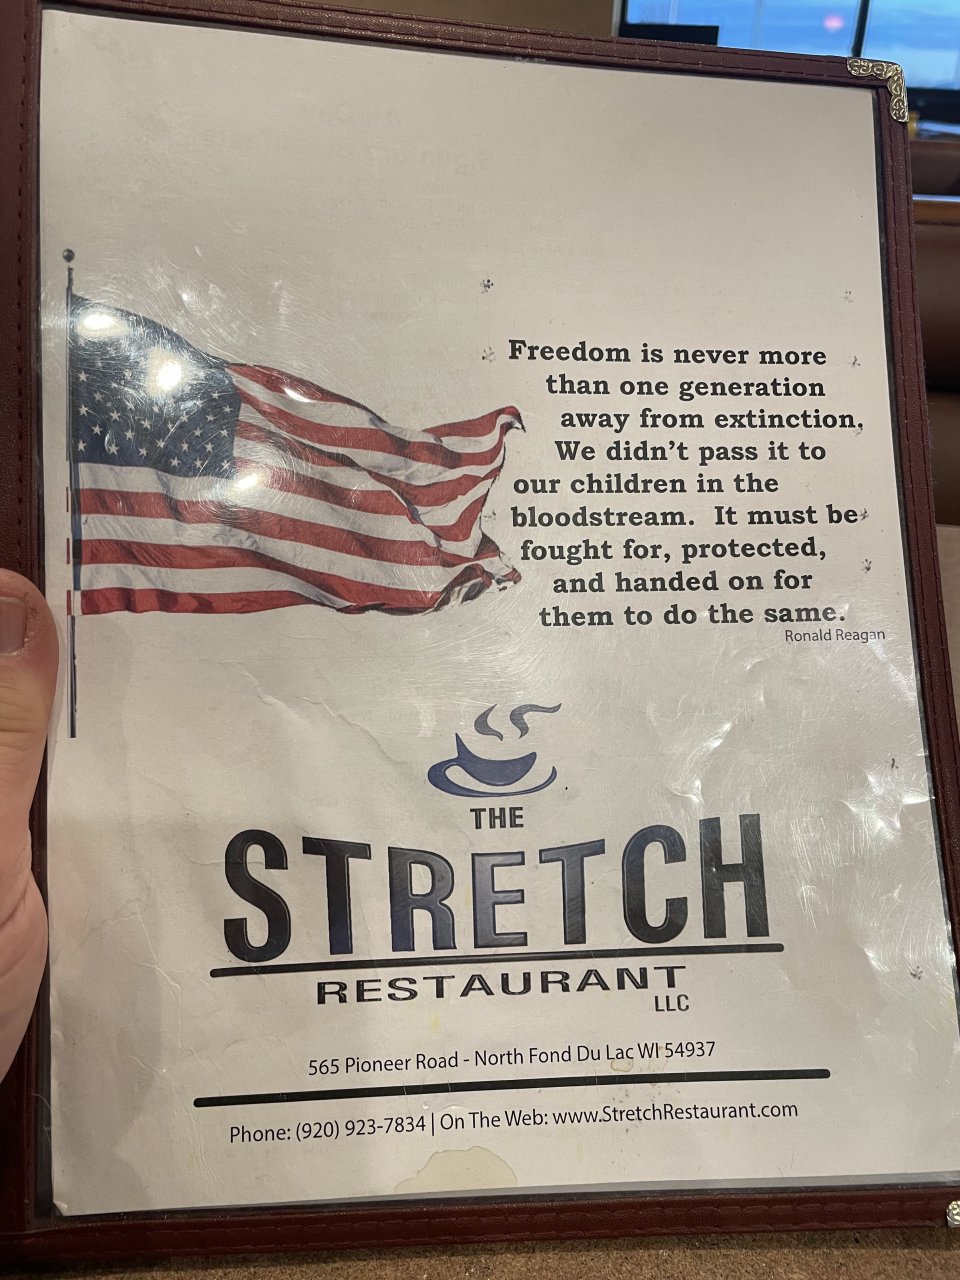 Freedom is never more
than one generation
away from extinction,
We didn't pass it to
our children in the
bloodstream. It must be
fought for, protected,
and handed on for
them to do the same.
Ronald Reagan
THE
STRETCH
RESTAURANT
LLC
565 Pioneer Road - North Fond Du Lac WI 54937
Phone: (920) 923-7834 | On The Web: www.StretchRestaurant.com